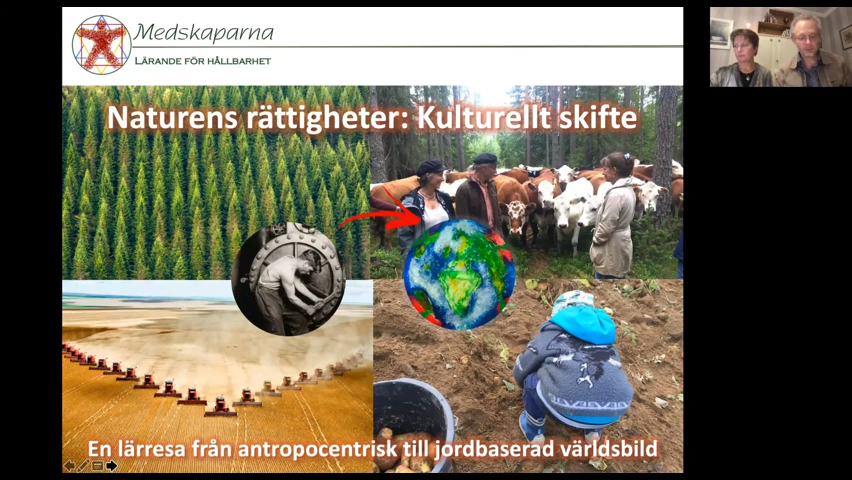 Medskaparna
LÄRANDE FÖR HÅLLBARHET
Naturens rättigheter: Kulturellt skifte
En lärresa från antropocentrisk till jordbaserad världsbild